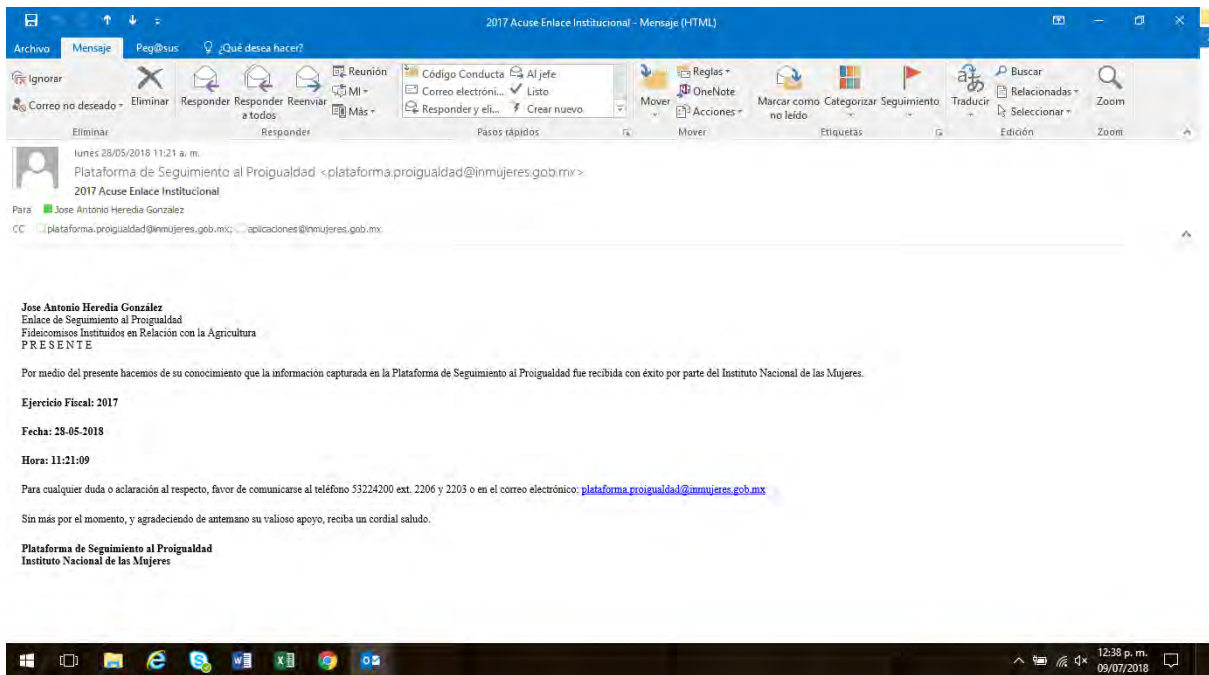 2017 Acuse Enlace Institucional - Mensaje (HTML)
Archivo Mensaje Peg@sus ¿Qué desea hacer?
Ignorar
Correo no deseado
Eliminar
Responder
Responder a todos
Reenviar
Reunión
MI
Más
Código Conducta
Al jefe
Correo electróni...
Listo
Responder y eli...
Crear nuevo
Mover
Reglas
OneNote
Acciones
Marcar como no leído
Categorizar
Seguimiento
Traducir
Buscar
Relacionadas
Seleccionar
Zoom
Eliminar Responder Pasos rápidos Mover Etiquetas Edición Zoom
lunes 28/05/2018 11:21 a. m.
Plataforma de Seguimiento al Proigualdad <plataforma.proigualdad@inmujeres.gob.mx>
2017 Acuse Enlace Institucional
Para Jose Antonio Heredia González
CC plataforma.proigualdad@inmujeres.gob.mx; aplicaciones@inmujeres.gob.mx
Jose Antonio Heredia González
Enlace de Seguimiento al Proigualdad
Fideicomisos Instituidos en Relación con la Agricultura
P R E S E N T E
Por medio del presente hacemos de su conocimiento que la información capturada en la Plataforma de Seguimiento al Proigualdad fue recibida con éxito por parte del Instituto Nacional de las Mujeres.
Ejercicio Fiscal: 2017
Fecha: 28-05-2018
Hora: 11:21:09
Para cualquier duda o aclaración al respecto, favor de comunicarse al teléfono 53224200 ext. 2206 y 2203 o en el correo electrónico: plataforma.proigualdad@inmujeres.gob.mx
Sin más por el momento, y agradeciendo de antemano su valioso apoyo, reciba un cordial saludo.
Plataforma de Seguimiento al Proigualdad
Instituto Nacional de las Mujeres
12:38 p. m.
09/07/2018